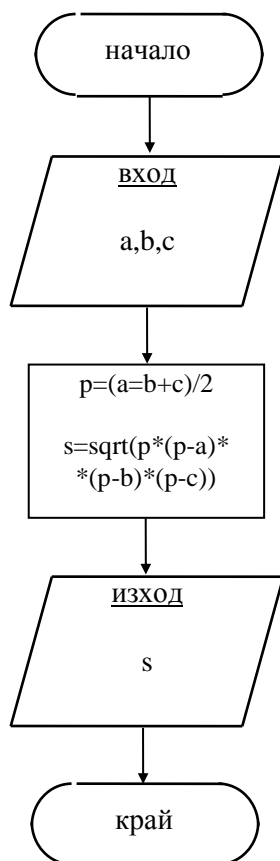 начало
вход
a,b,c
p=(a=b+c)/2
s=sqrt(p*(p-a)*
*(p-b)*(p-c))
изход
s
край